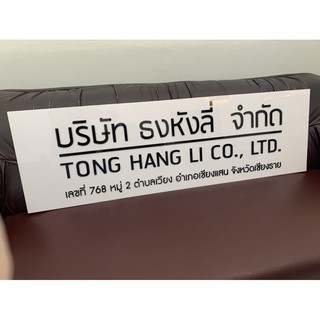 บริษัท ธงหังลี่ จำกัด
TONG HANG LI CO., LTD.
เลขที่ 768 หมู่ 2 ตำบลเวียง อำเภอเชียงแสน จังหวัดเชียงราย